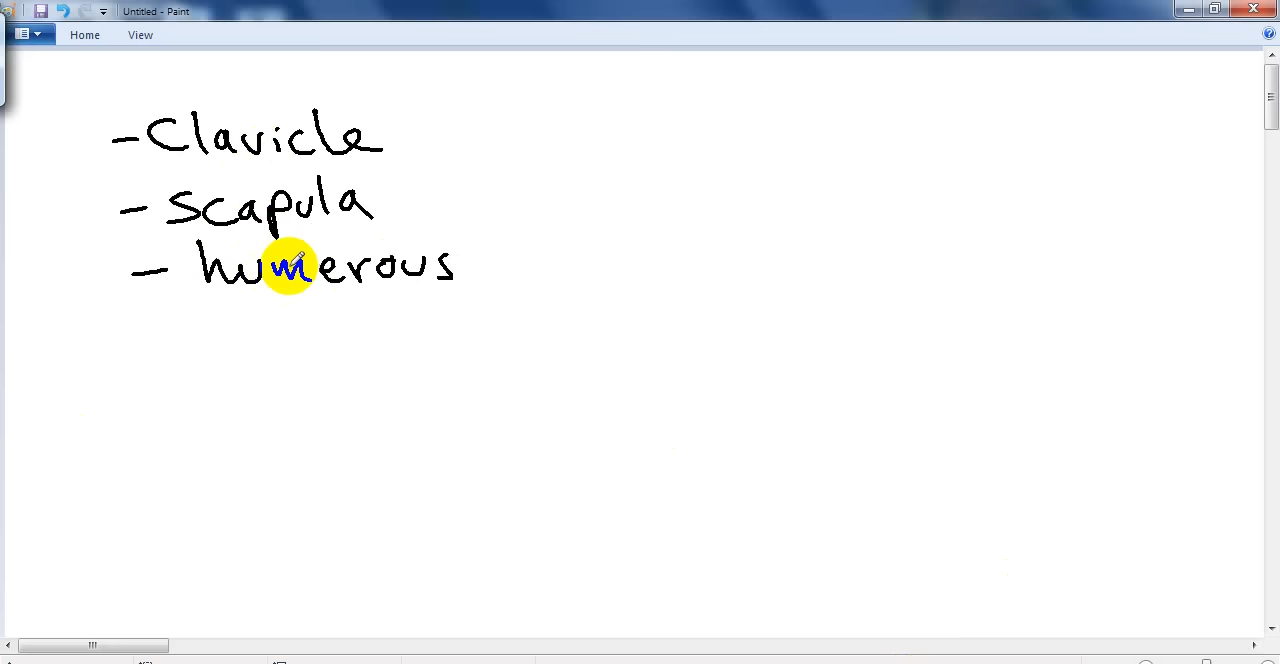 Untitled - Paint
Home View
- Clavicle
- Scapula
- humerous